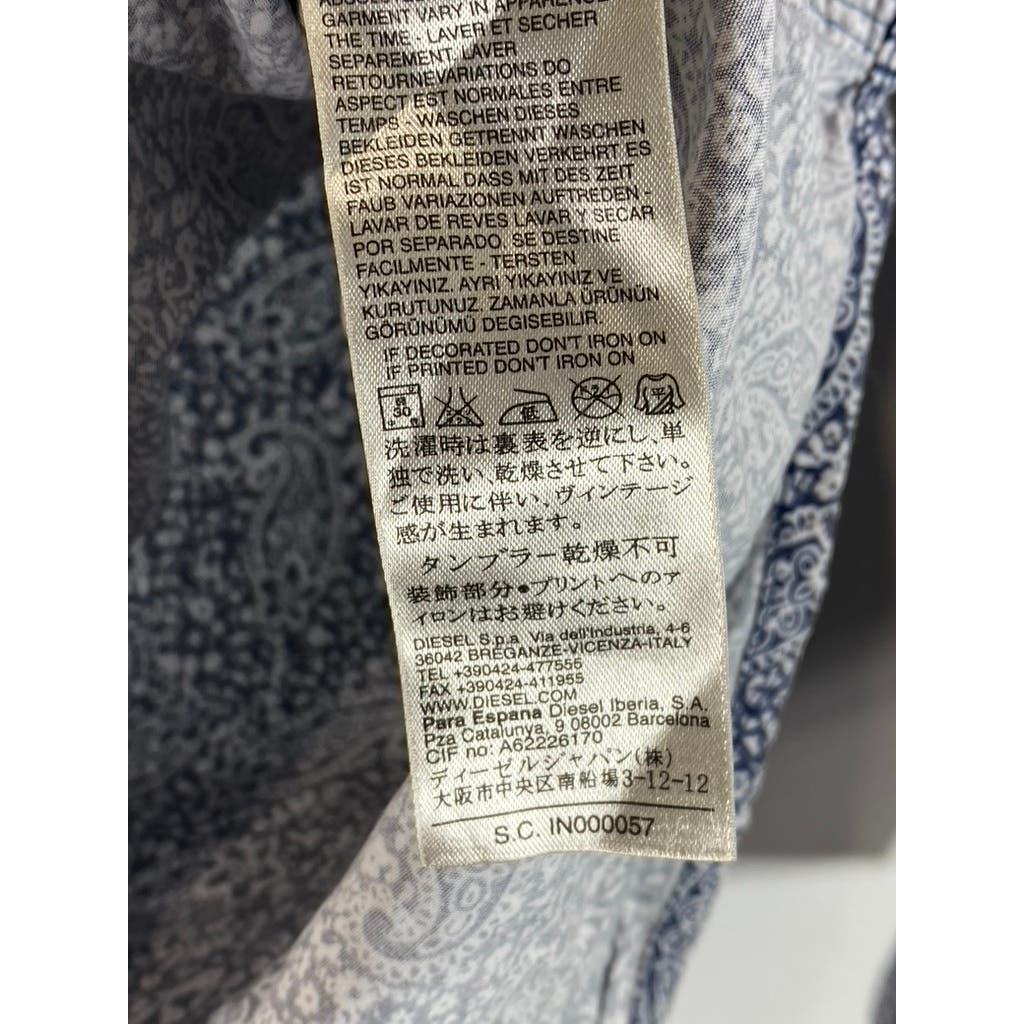 GARMENT VARY IN APPARENCE
THE TIME - LAVER ET SECHER
SEPAREMENT LAVER
RETOURNEVARIATIONS DO
ASPECT EST NORMALES ENTRE
TEMPS - WASCHEN DIESES
BEKLEIDEN GETRENNT WASCHEN
DIESES BEKLEIDEN VERKEHRT ES
IST NORMAL DASS MIT DES ZEIT
FAUB VARIAZIONEN AUFTREDEN -
LAVAR DE REVES LAVAR Y SECAR
POR SEPARADO. SE DESTINE
FACILMENTE - TERSTEN
YIKAYINIZ. AYRI YIKAYINIZ VE
KURUTUNUZ. ZAMANLA ÜRÜNÜN
GÖRÜNÜMÜ DEGISEBILIR.
IF DECORATED DON'T IRON ON
IF PRINTED DON'T IRON ON
弱 30 低 平
洗濯時は裏表を逆にし、単
独で洗い、乾燥させて下さい。
ご使用に伴い、ヴィンテージ
感が生まれます。
タンブラー乾燥不可
装飾部分●プリントへのア
イロンはお避けください。
DIESEL S.p.a Via dell'Industria, 4-6
36042 BREGANZE-VICENZA-ITALY
TEL +390424-477555
FAX +390424-411955
WWW.DIESEL.COM
Para Espana Diesel Iberia, S.A.
Pza Catalunya, 9 08002 Barcelona
CIF no: A62226170
ディーゼルジャパン(株)
大阪市中央区南船場3-12-12
S.C. IN000057